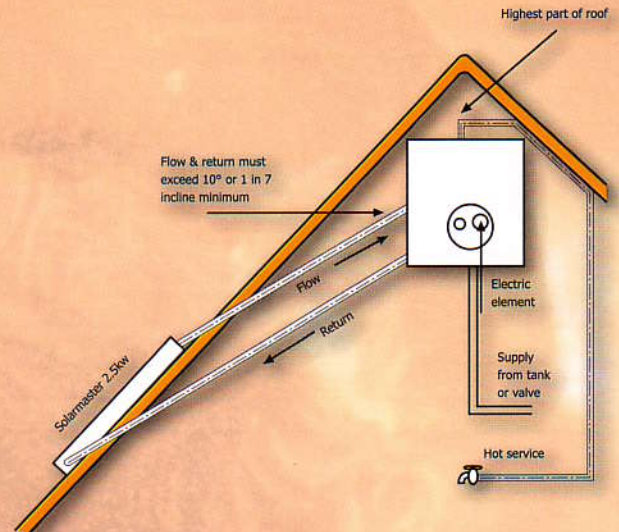 Highest part of roof
Flow & return must
exceed 10° or 1 in 7
incline minimum
Flow
Return
Electric
element
Solarmaster 2.5kw
Supply
from tank
or valve
Hot service